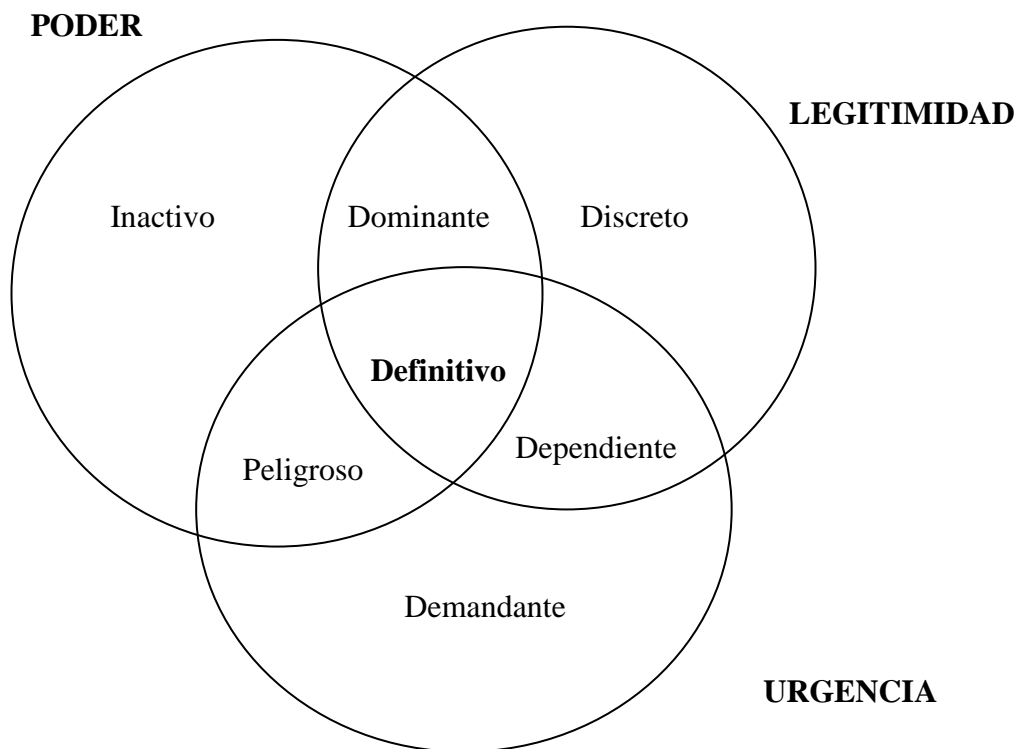 PODER
LEGITIMIDAD
Inactivo
Dominante
Discreto
Definitivo
Dependiente
Peligroso
Demandante
URGENCIA